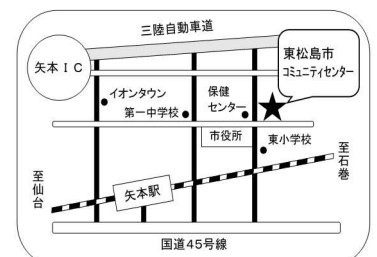 三陸自動車道
矢本IC
東松島市
コミュニティセンター
イオンタウン
第一中学校
保健
センター
市役所
東小学校
至仙台
至石巻
矢本駅
国道45号線